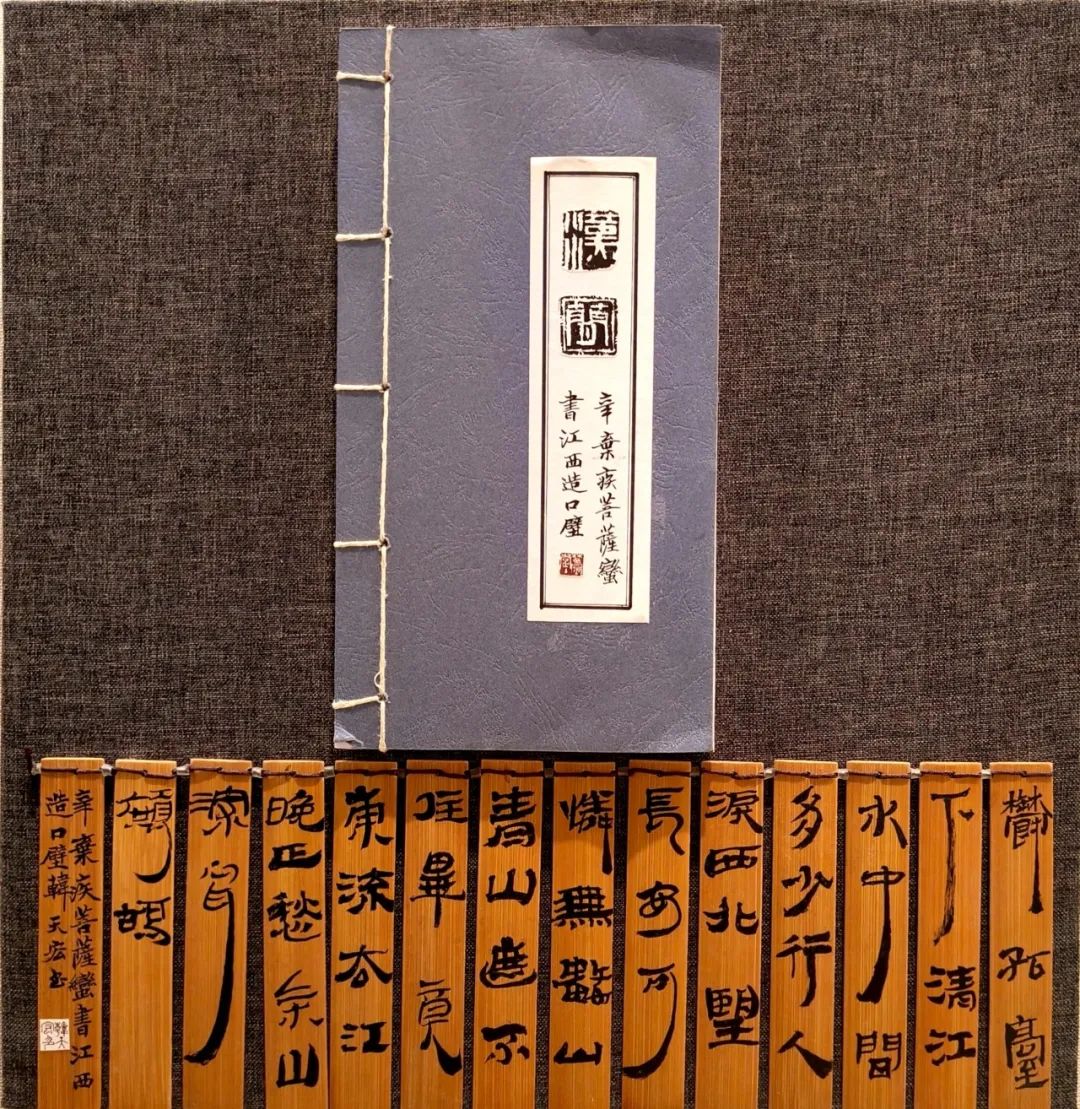 漢
辛棄疾菩薩蠻
書江西造口壁
鬱孤臺
下清江
水中間
多少行人
淚西北望
長安可
憐無數山
青山遮不
住畢竟
東流去江
晚正愁余山
深聞
鷓鴣
辛棄疾菩薩蠻書江西
造口壁韓天宏书